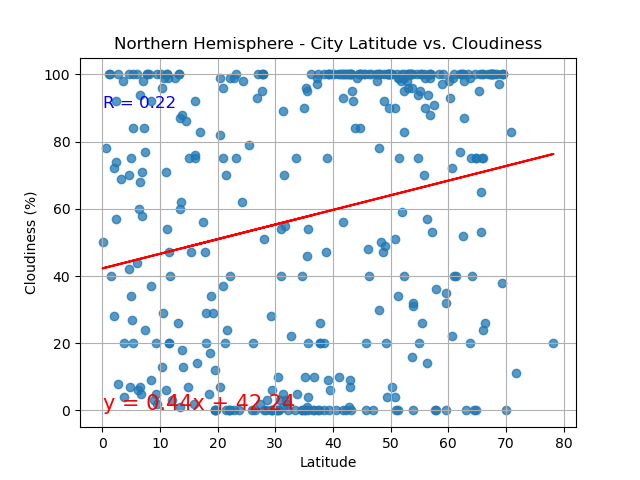 Northern Hemisphere - City Latitude vs. Cloudiness
100
R = 0.22
80
60
40
20
0
y = 0.44x + 42.24
Cloudiness (%)
0 10 20 30 40 50 60 70 80
Latitude